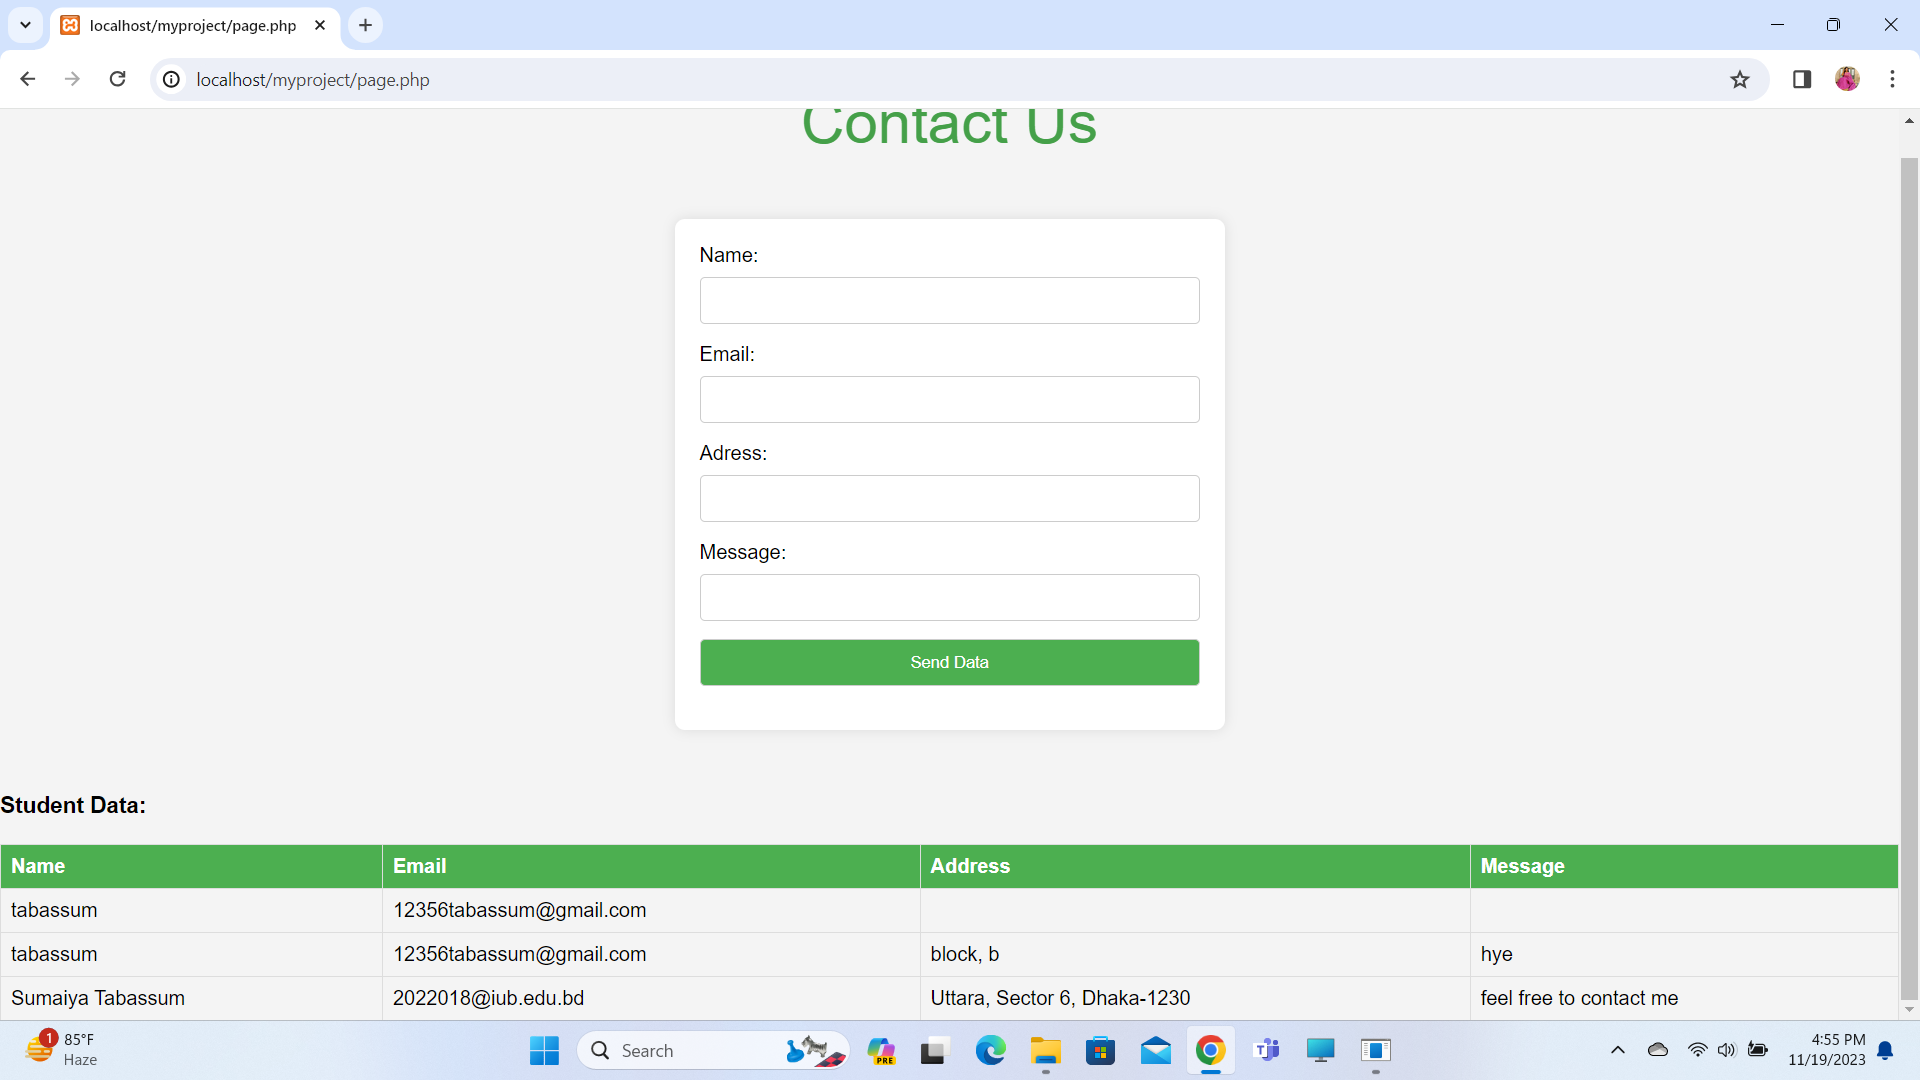 localhost/myproject/page.php
localhost/myproject/page.php
Contact Us
Name:
Email:
Adress:
Message:
Send Data
Student Data:
Name Email Address Message
tabassum 12356tabassum@gmail.com
tabassum 12356tabassum@gmail.com block, b hye
Sumaiya Tabassum 2022018@iub.edu.bd Uttara, Sector 6, Dhaka-1230 feel free to contact me
1
85°F
Haze
Search
PRE
4:55 PM
11/19/2023